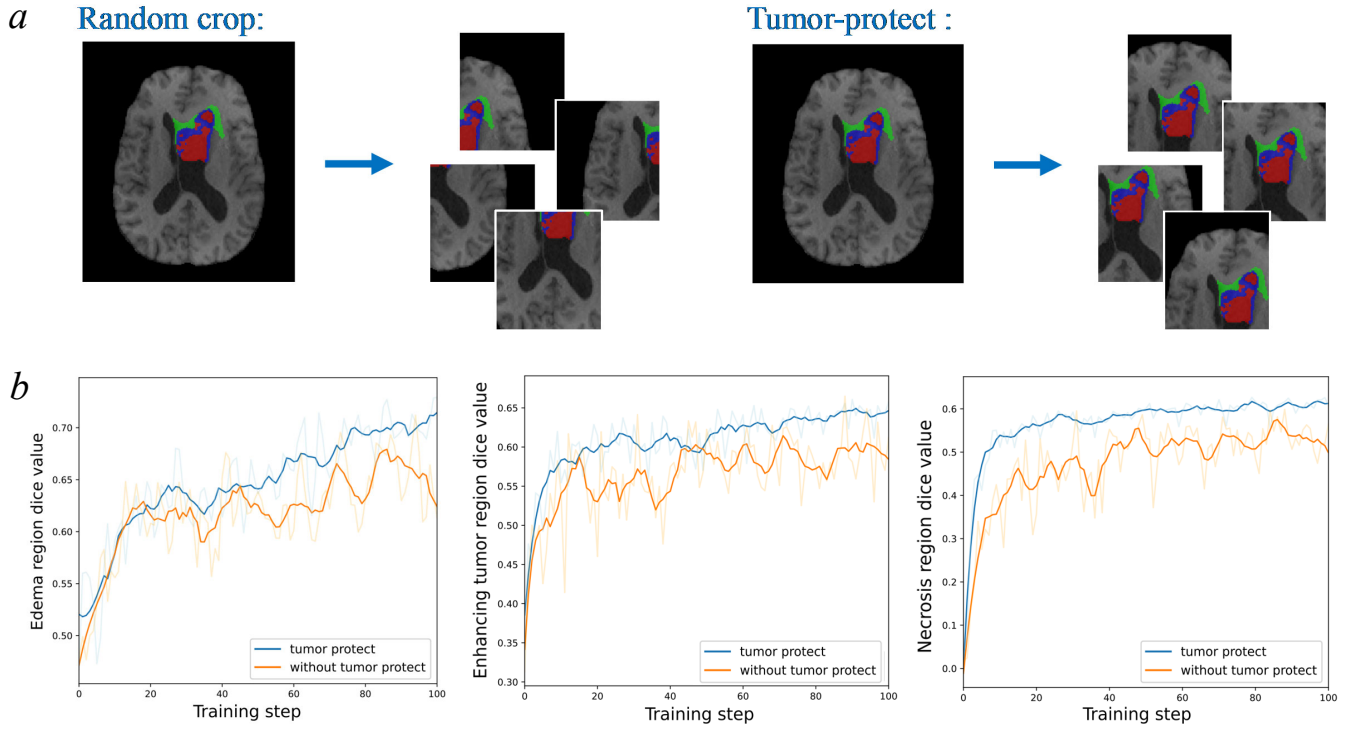 a
Random crop:
Tumor-protect :
b
Edema region dice value
0.70
0.65
0.60
0.55
0.50
0
20
40
60
80
100
Training step
tumor protect
without tumor protect
Enhancing tumor region dice value
0.65
0.60
0.55
0.50
0.45
0.40
0.35
0.30
0
20
40
60
80
100
Training step
tumor protect
without tumor protect
Necrosis region dice value
0.6
0.5
0.4
0.3
0.2
0.1
0.0
0
20
40
60
80
100
Training step
tumor protect
without tumor protect